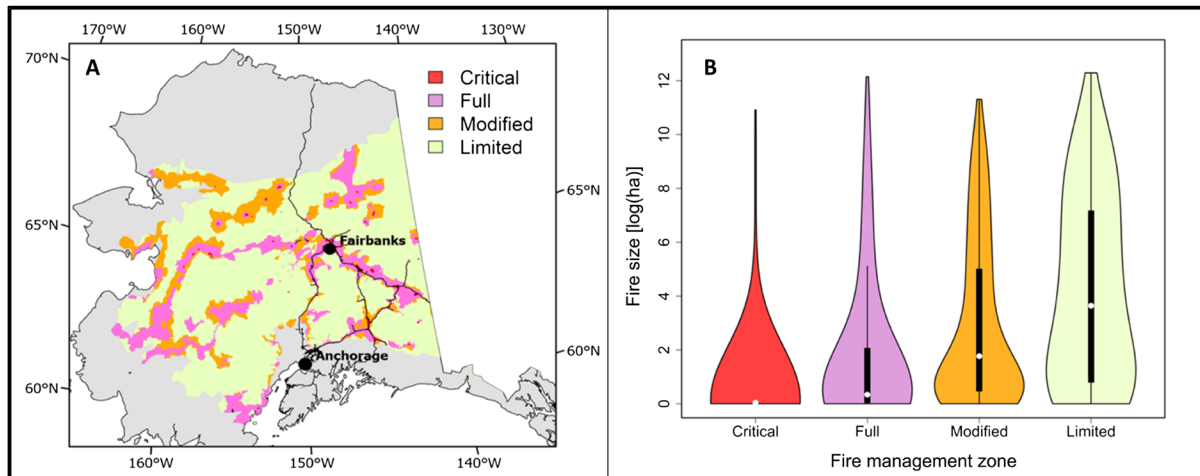 170°W 160°W 150°W 140°W 130°W
70°N
65°N
60°N
65°N
60°N
160°W 150°W 140°W
A
Critical
Full
Modified
Limited
Fairbanks
Anchorage
B
Fire size [log(ha)]
12
10
8
6
4
2
0
Critical Full Modified Limited
Fire management zone